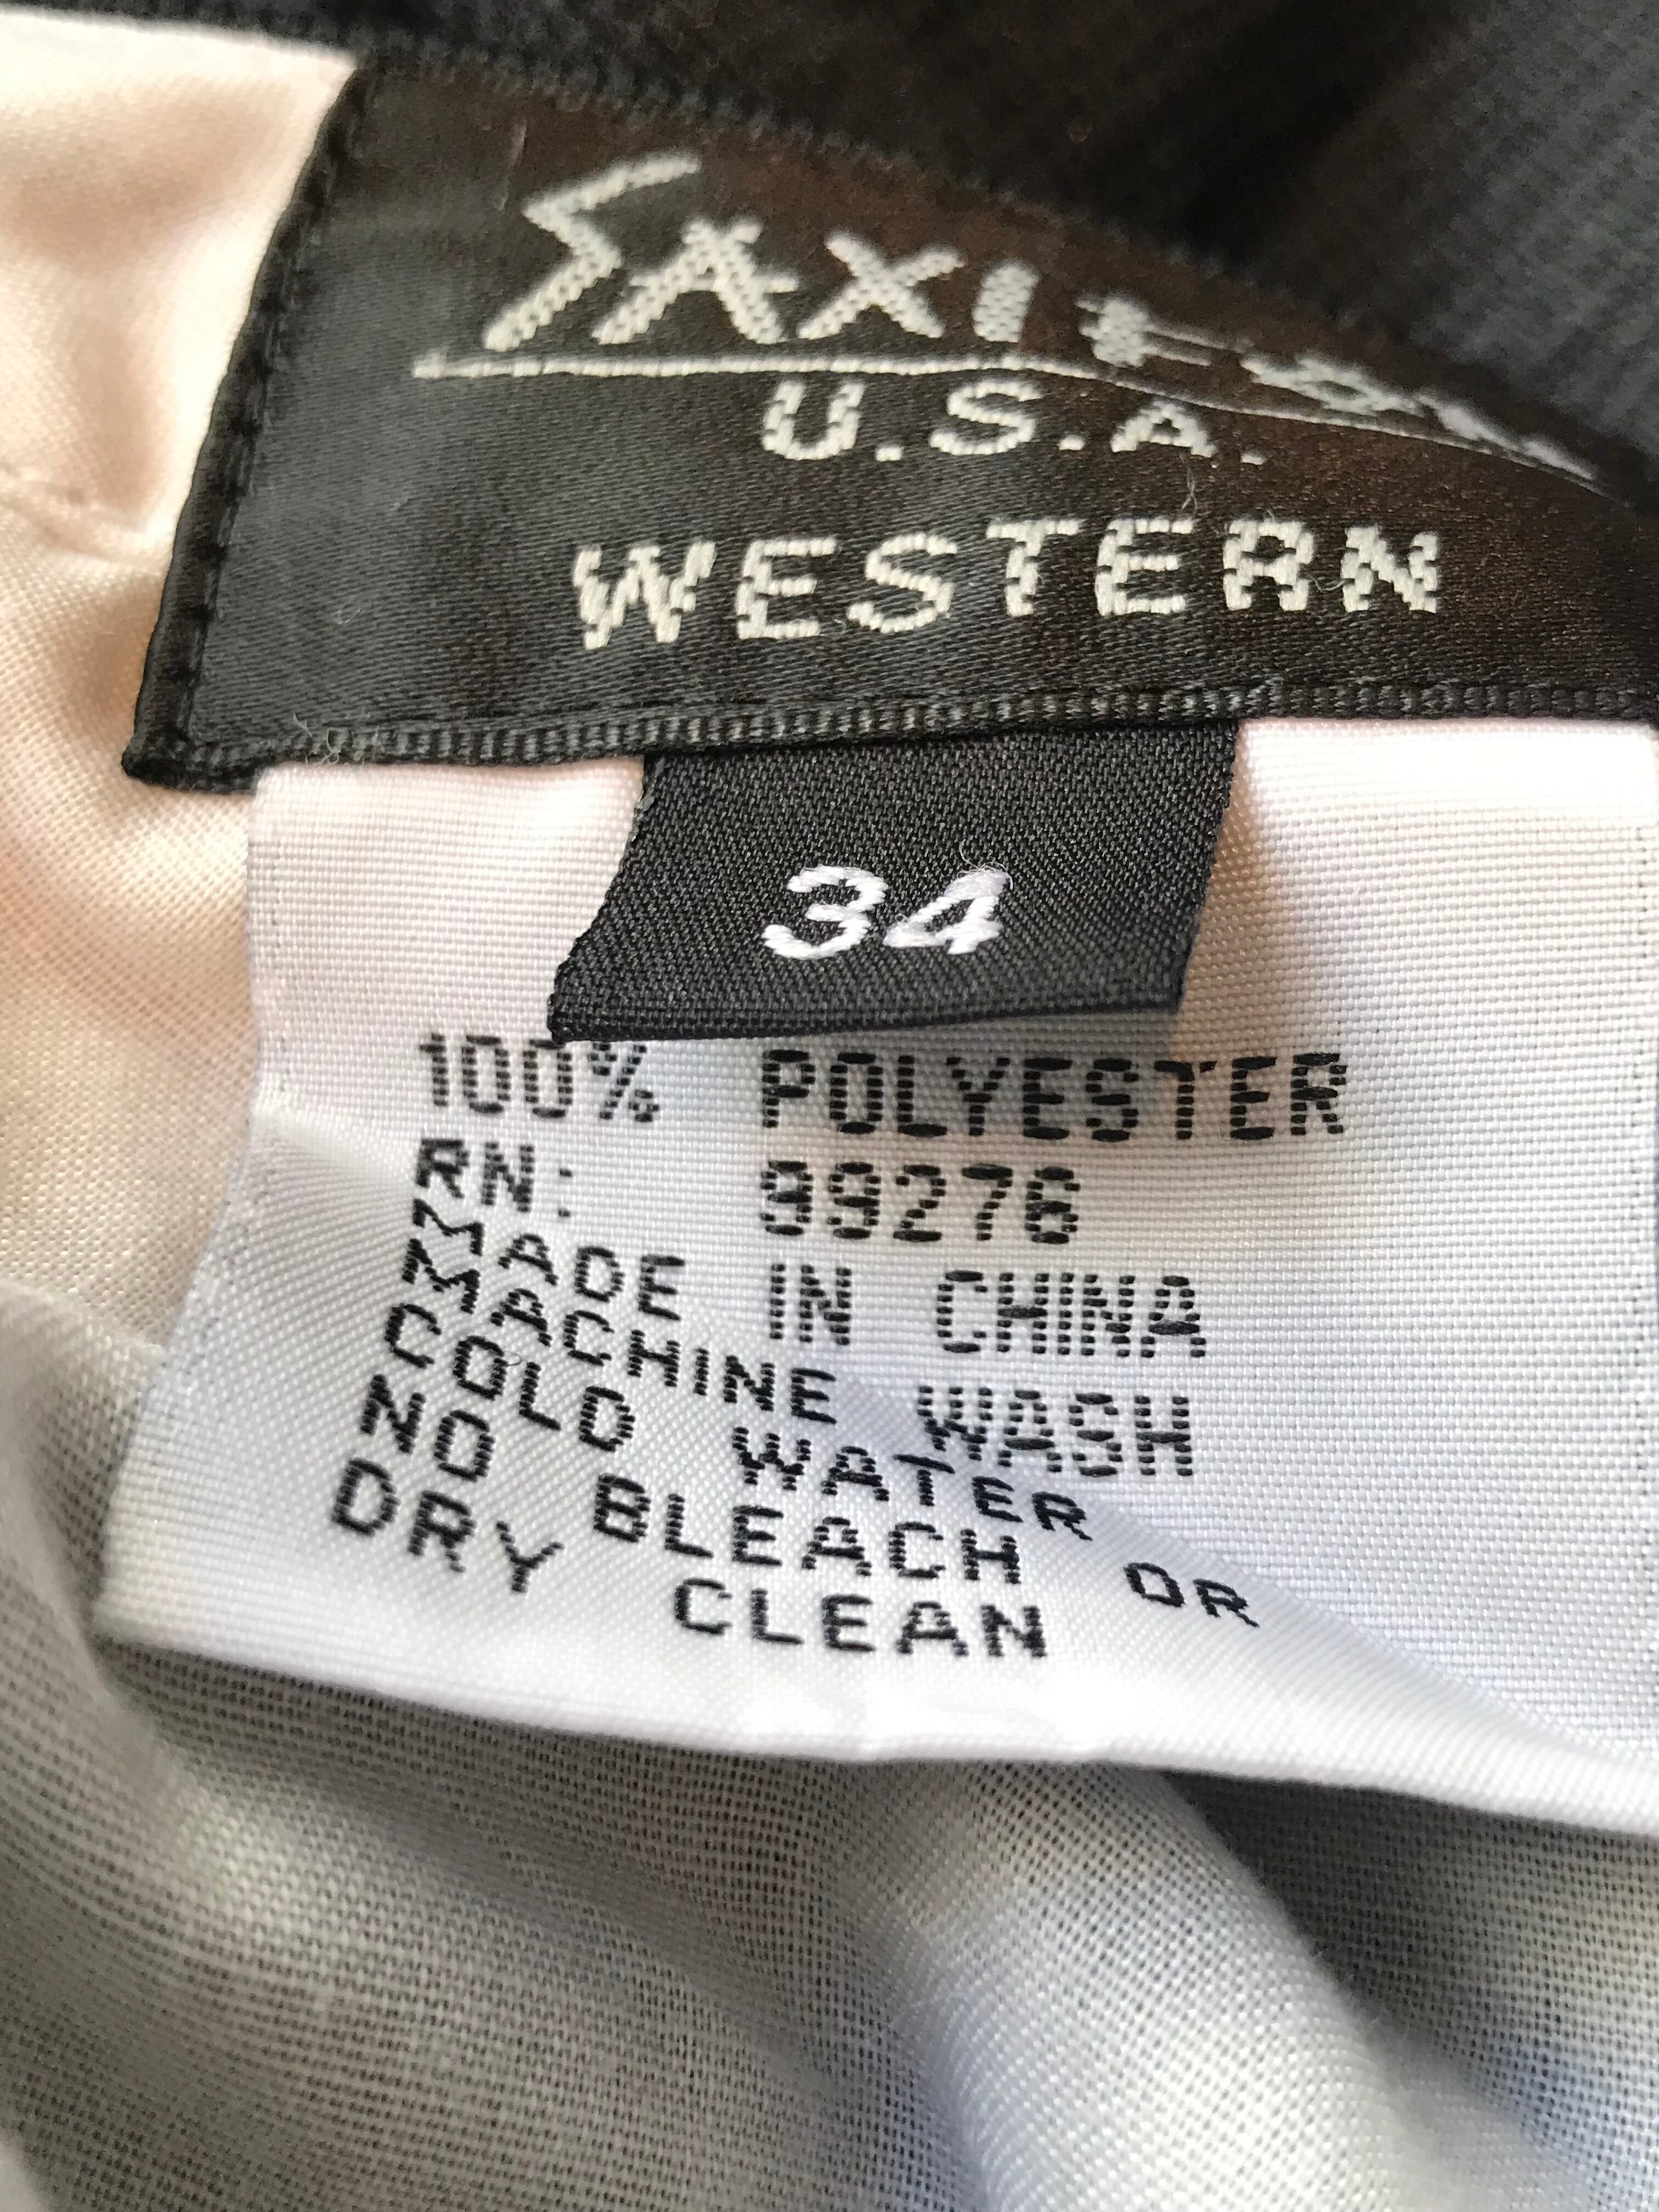 U.S.A.
WESTERN
34
100% POLYESTER
RN: 99276
MADE IN CHINA
MACHINE WASH
COLD WATER
NO BLEACH OR
DRY CLEAN